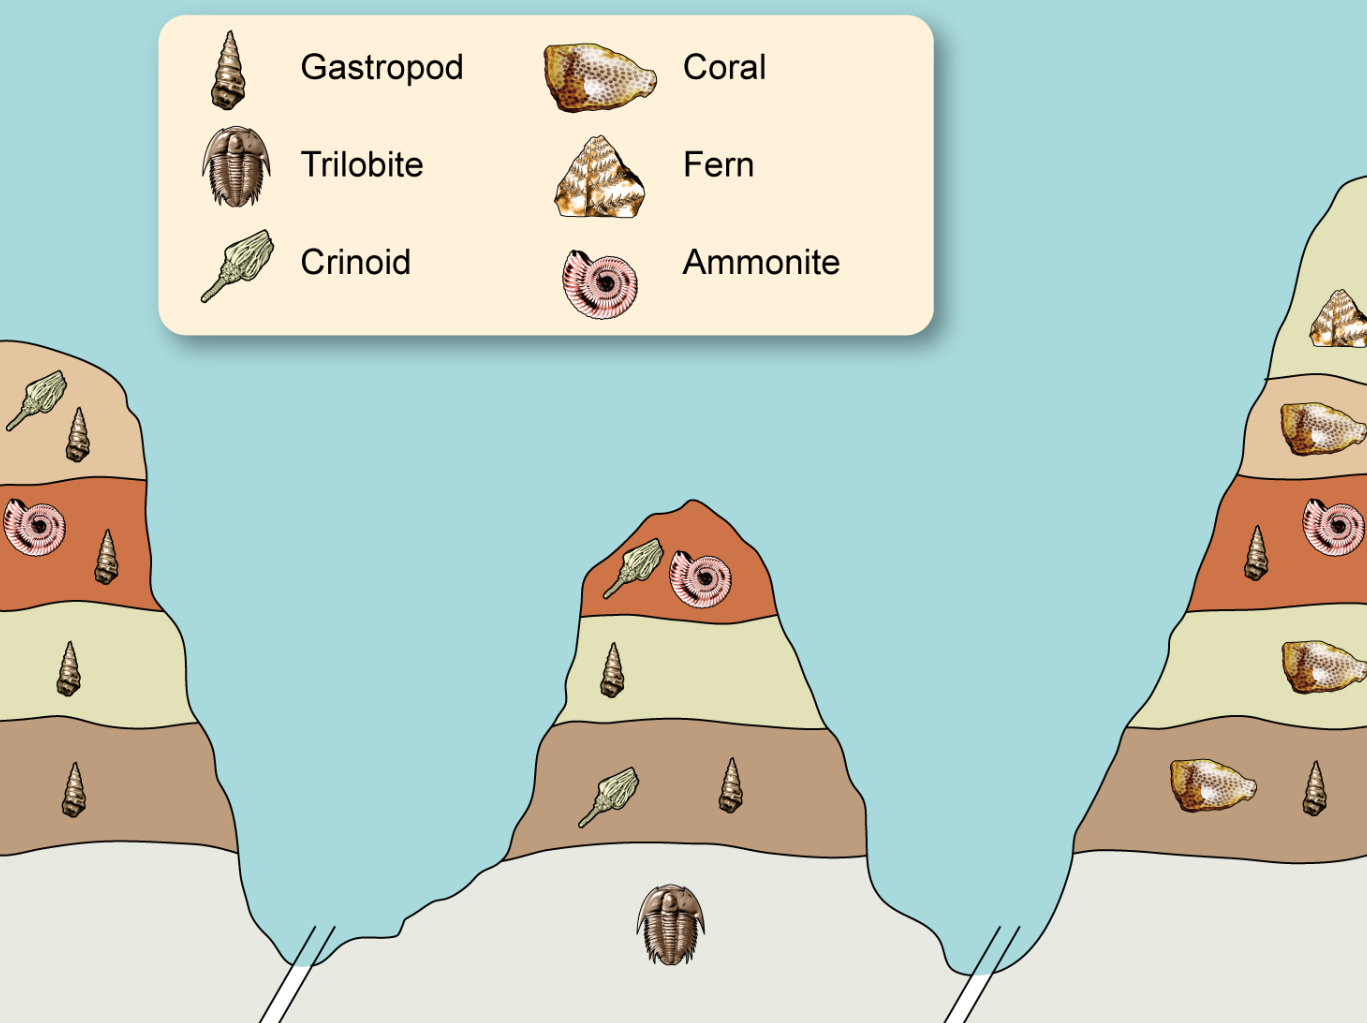 Gastropod
Coral
Trilobite
Fern
Crinoid
Ammonite